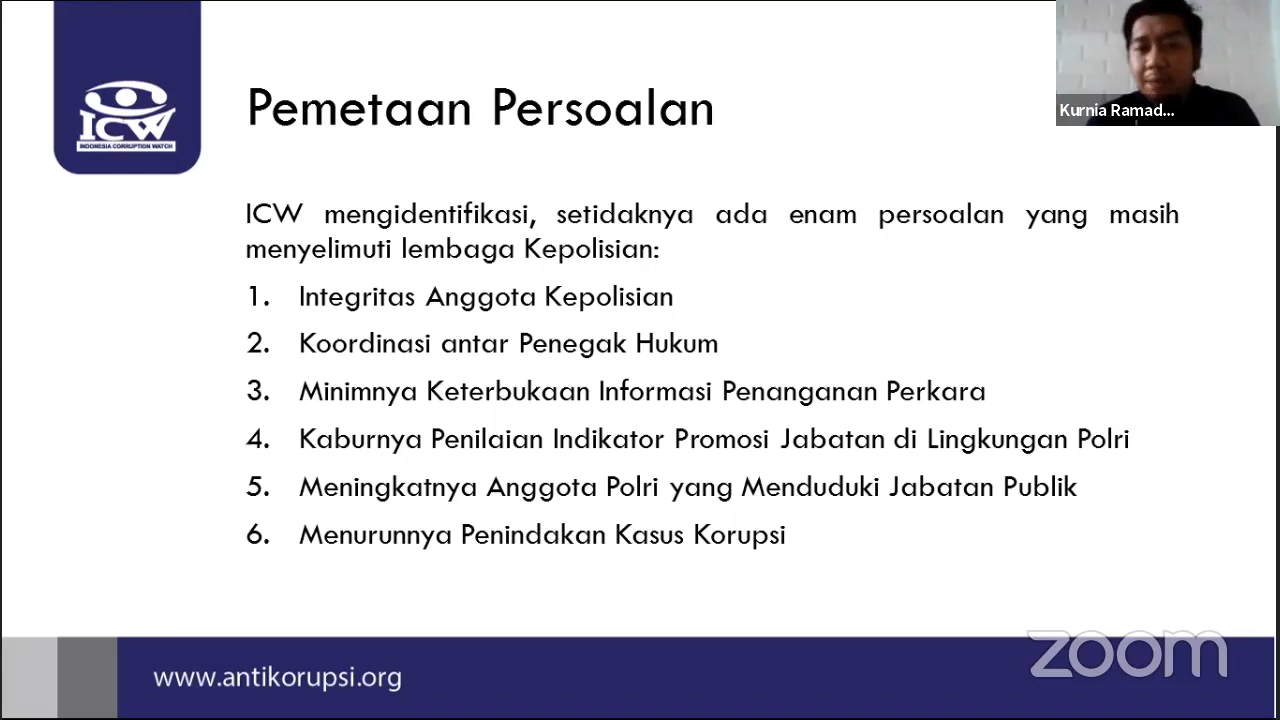 ICW
INDONESIA CORRUPTION WATCH
Pemetaan Persoalan
Kurnia Ramad...
ICW mengidentifikasi, setidaknya ada enam persoalan yang masih
menyelimuti lembaga Kepolisian:
1. Integritas Anggota Kepolisian
2. Koordinasi antar Penegak Hukum
3. Minimnya Keterbukaan Informasi Penanganan Perkara
4. Kaburnya Penilaian Indikator Promosi Jabatan di Lingkungan Polri
5. Meningkatnya Anggota Polri yang Menduduki Jabatan Publik
6. Menurunnya Penindakan Kasus Korupsi
zoom
www.antikorupsi.org